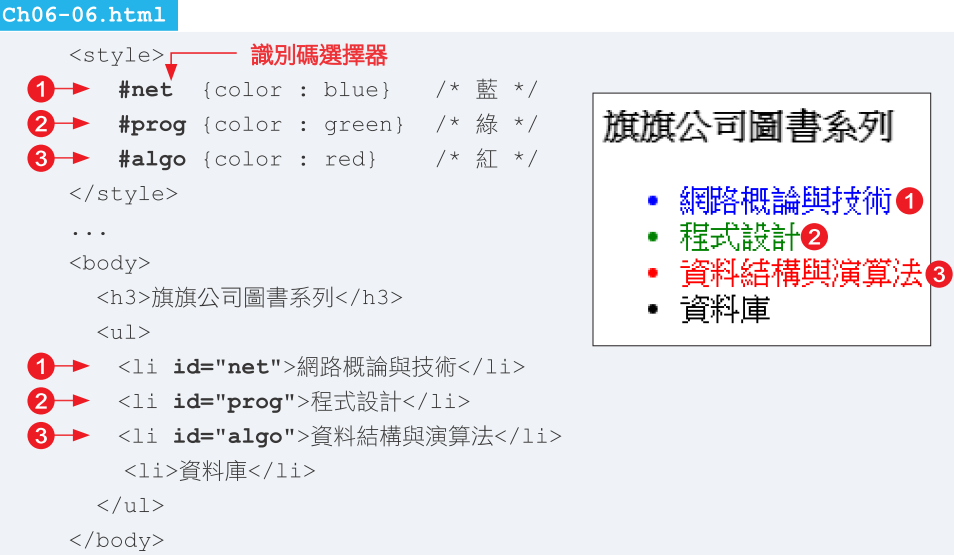 Ch06-06.html
<style> 識別碼選擇器
1 #net {color : blue} /* 藍 */
2 #prog {color : green} /* 綠 */
3 #algo {color : red} /* 紅 */
</style>
...
<body>
<h3>旗旗公司圖書系列</h3>
<ul>
1 <li id="net">網路概論與技術</li>
2 <li id="prog">程式設計</li>
3 <li id="algo">資料結構與演算法</li>
<li>資料庫</li>
</ul>
</body>
旗旗公司圖書系列
• 網路概論與技術 1
• 程式設計 2
• 資料結構與演算法 3
• 資料庫